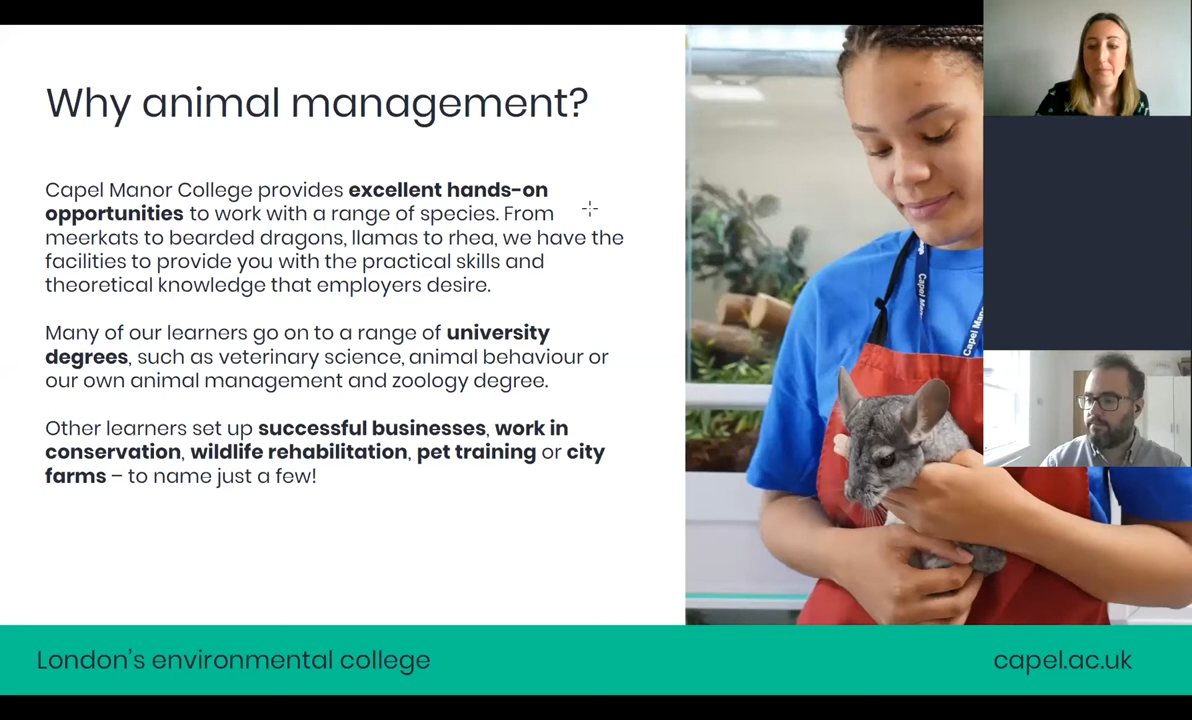 Why animal management?
Capel Manor College provides excellent hands-on
opportunities to work with a range of species. From
meerkats to bearded dragons, llamas to rhea, we have the
facilities to provide you with the practical skills and
theoretical knowledge that employers desire.
Many of our learners go on to a range of university
degrees, such as veterinary science, animal behaviour or
our own animal management and zoology degree.
Other learners set up successful businesses, work in
conservation, wildlife rehabilitation, pet training or city
farms – to name just a few!
Capel Man
Capel Man
London's environmental college
capel.ac.uk